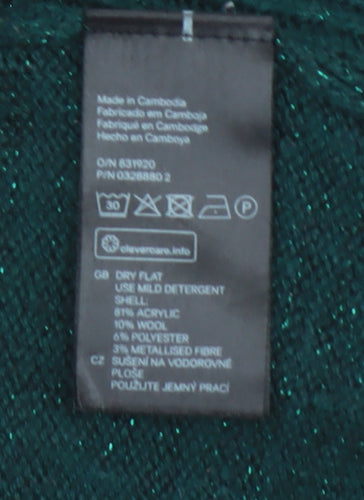 Made in Cambodia
Fabricado em Camboja
Fabriqué en Cambodge
Hecho en Camboya
O/N 831920
P/N 0328880 2
30
P
clevercare.info
GB DRY FLAT
USE MILD DETERGENT
SHELL:
81% ACRYLIC
10% WOOL
6% POLYESTER
3% METALLISED FIBRE
CZ SUŠENÍ NA VODOROVNÉ
PLOŠE
POUŽIJTE JEMNÝ PRACÍ